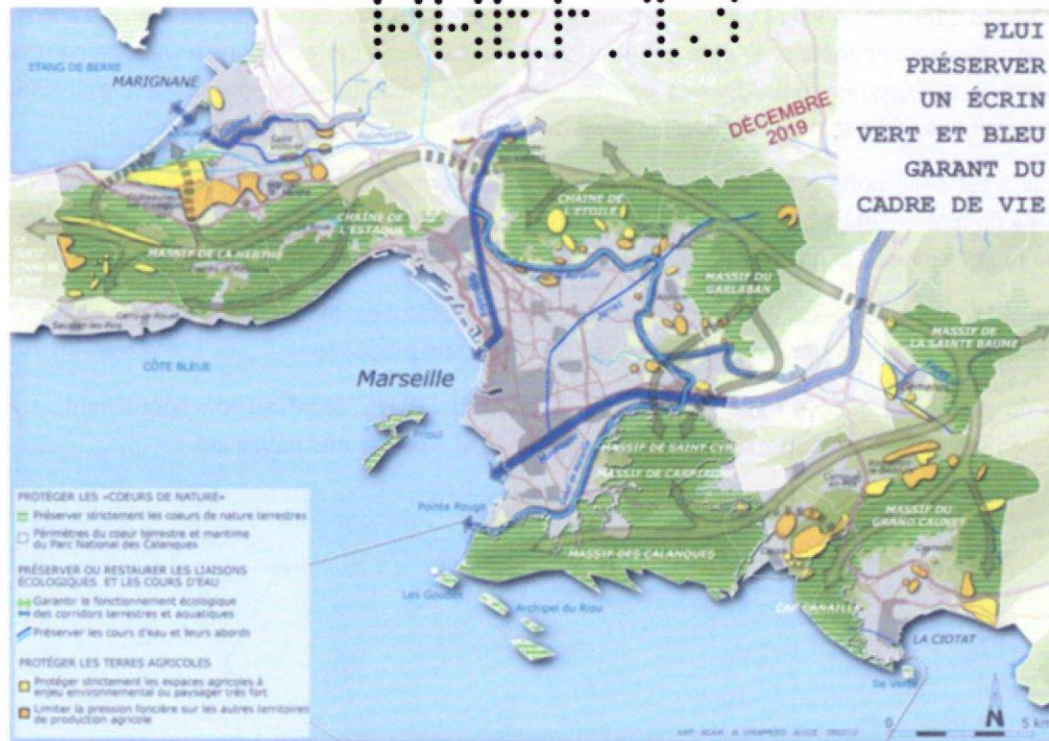 PREF.13
PLUI
PRÉSERVER
UN ÉCRIN
VERT ET BLEU
GARANT DU
CADRE DE VIE
DÉCEMBRE
2019
ETANG DE BERRE
MARIGNANE
CHAÎNE DE
L'ESTAQUE
MASSIF DE LA NERTHE
CHAÎNE DE
L'ETOILE
MASSIF DU
GARLABAN
MASSIF DE
LA SAINTE BAUME
CÔTE BLEUE
Marseille
Frioul
MASSIF DE SAINT CYR
MASSIF DE CARPIAGNE
Pointe Rouge
MASSIF DU
GRAND CAUNET
MASSIF DES CALANQUES
Les Goudes
Archipel du Riou
CAP CANAILLE
LA CIOTAT
Ile Verte
PROTÉGER LES «COEURS DE NATURE»
Préserver strictement les coeurs de nature terrestres
Périmètres du coeur terrestre et maritime
du Parc National des Calanques
PRÉSERVER OU RESTAURER LES LIAISONS
ÉCOLOGIQUES ET LES COURS D'EAU
Garantir le fonctionnement écologique
des corridors terrestres et aquatiques
Préserver les cours d'eau et leurs abords
PROTÉGER LES TERRES AGRICOLES
Protéger strictement les espaces agricoles à
enjeu environnemental ou paysager très fort
Limiter la pression foncière sur les autres territoires
de production agricole
0 N 5 km